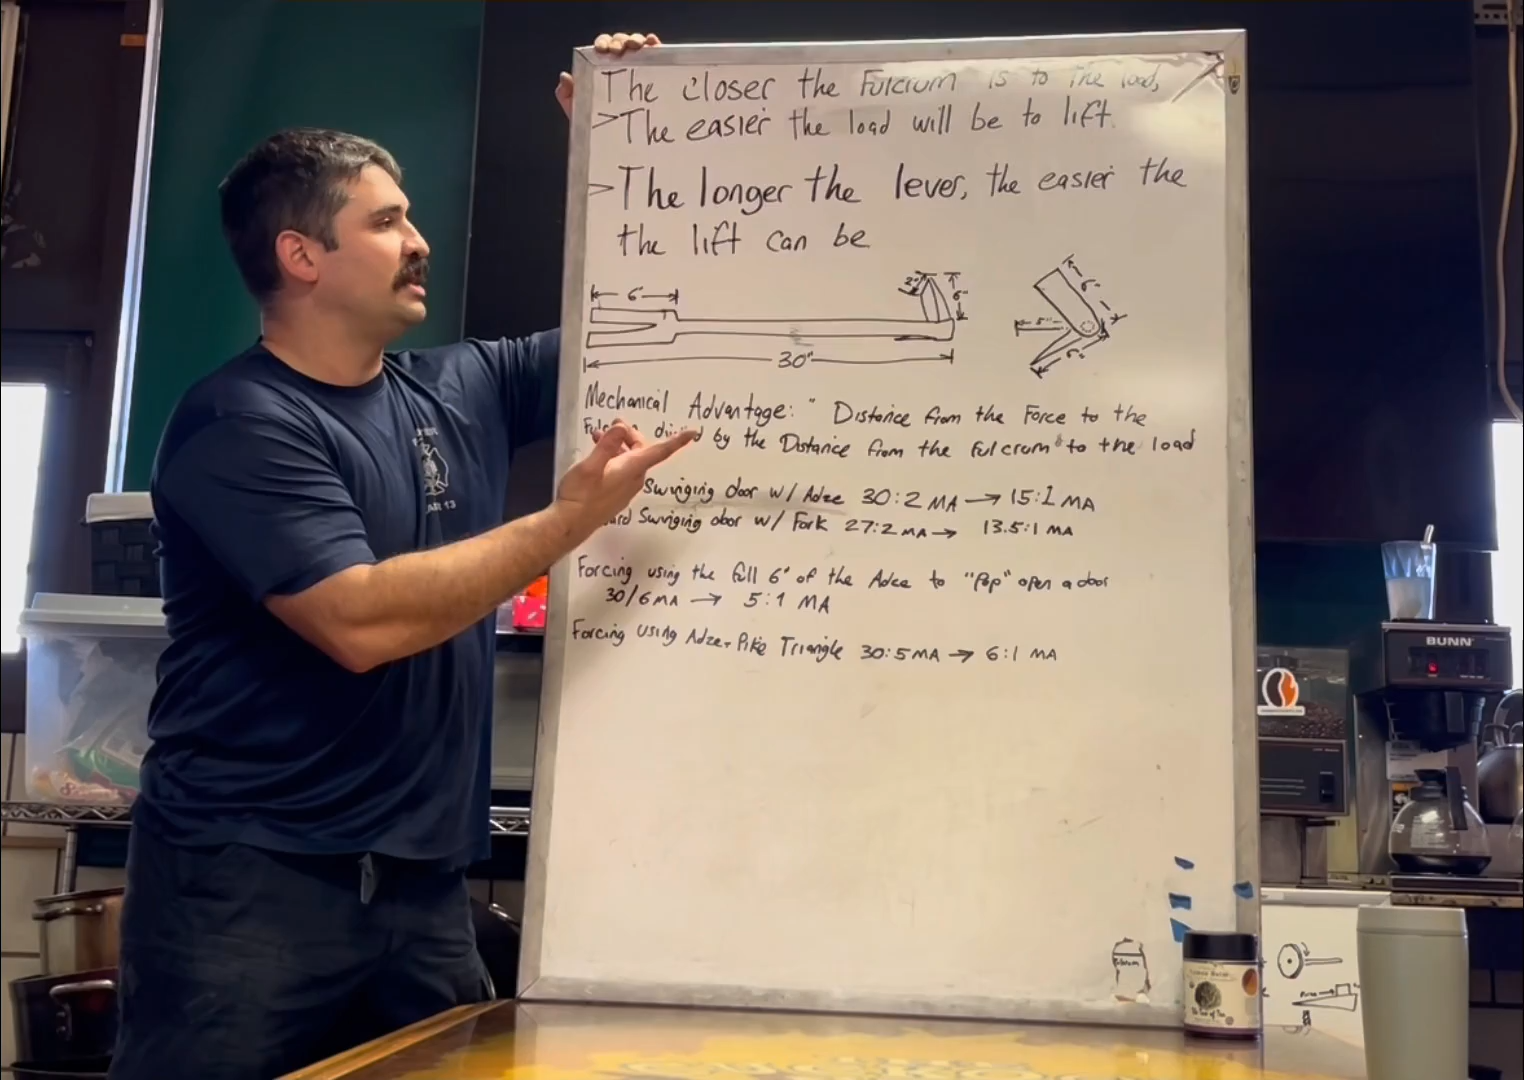 The closer the Fulcrum is to the load,
> The easier the load will be to lift.
> The longer the lever, the easier the
the lift can be
6"
2"
6"
30"
6"
5"
6"
Mechanical Advantage: " Distance from the Force to the
by the Distance from the fulcrum" to the load
Swinging door w/ Adze 30:2 MA → 15:1 MA
Swinging door w/ Fork 27:2 MA → 13.5:1 MA
Forcing using the full 6" of the Adze to "Pop" open a door
30/6 MA → 5:1 MA
Forcing using Adze + Pike Triangle 30:5 MA → 6:1 MA
BUNN
13